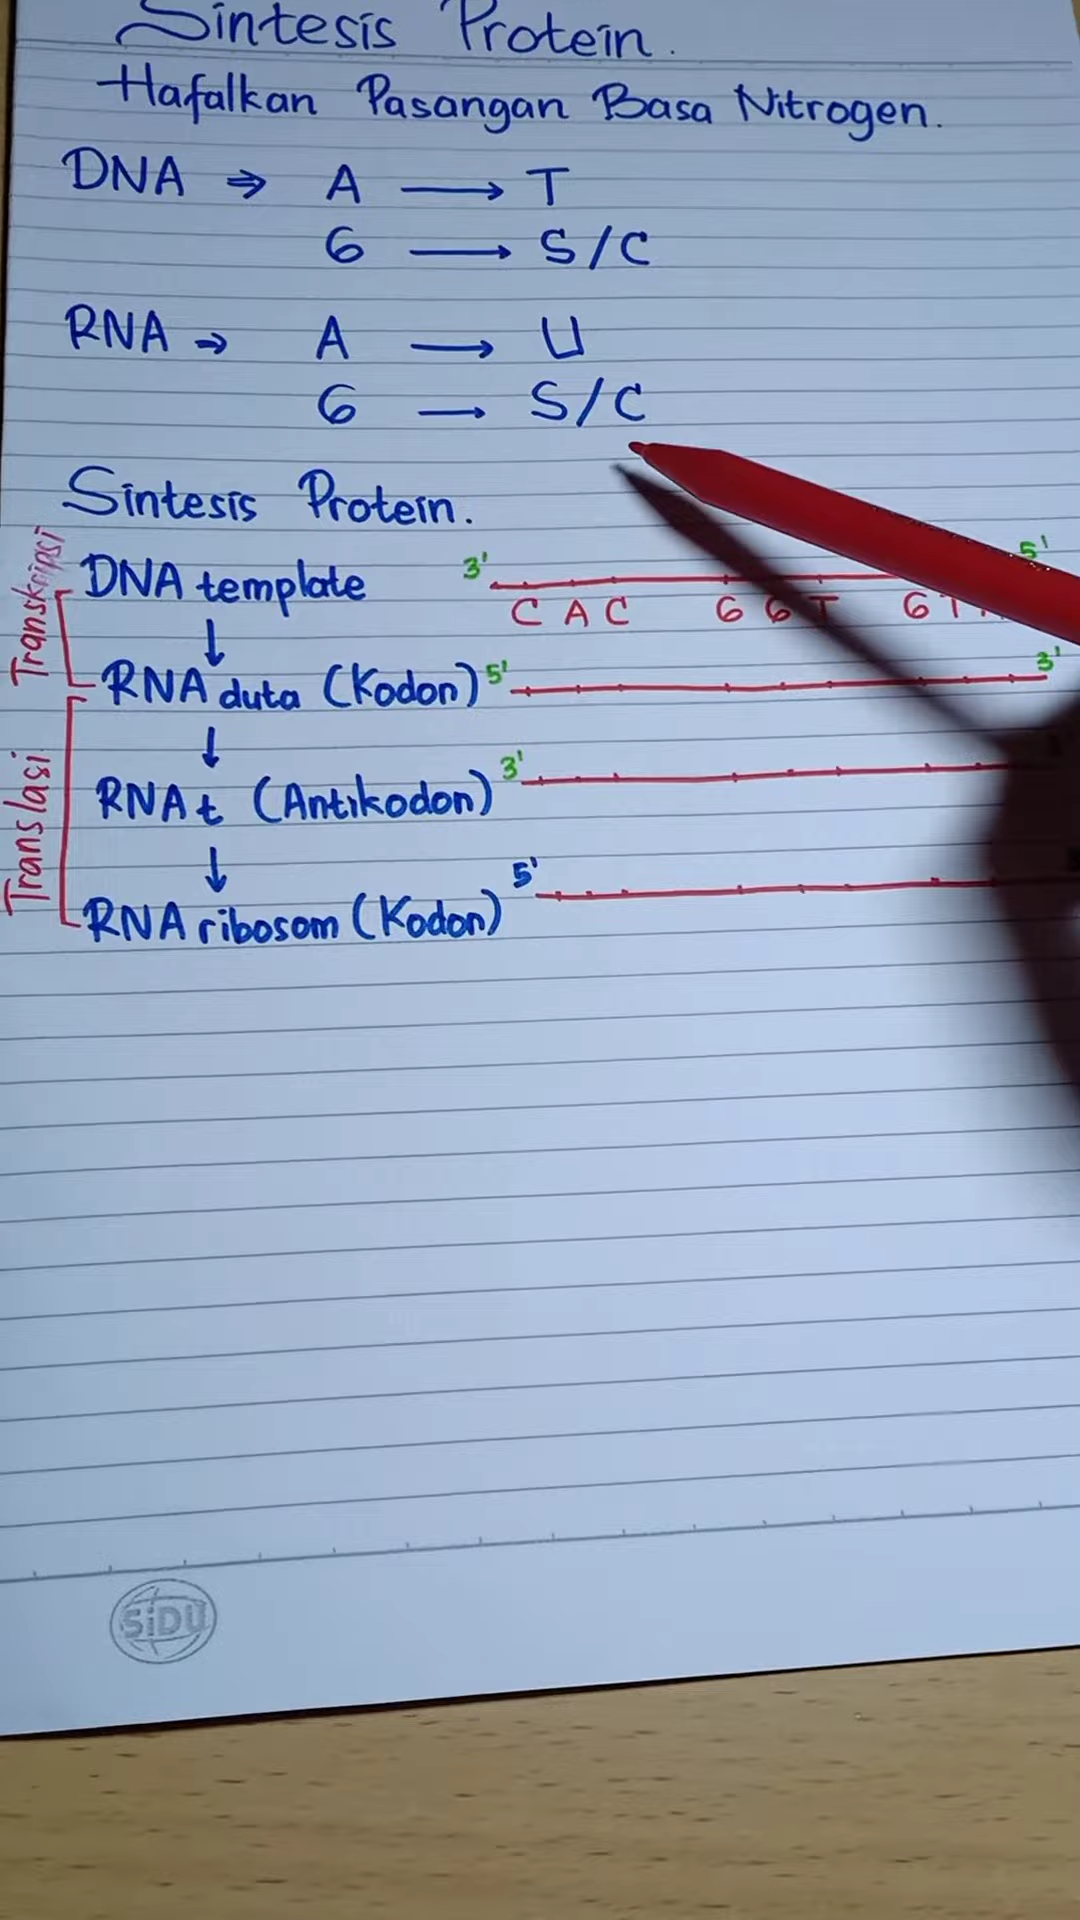 Sintesis Protein.
Hafalkan Pasangan Basa Nitrogen.
DNA ⇒ A → T
G → S/C
RNA → A → U
G → S/C
Sintesis Protein.
Transkripsi
DNA template 3' 5'
C A C G G T G T
↓
RNA duta (Kodon) 5' 3'
↓
Translasi
RNA t (Antikodon) 3'
↓
RNA ribosom (Kodon) 5'
SiDU